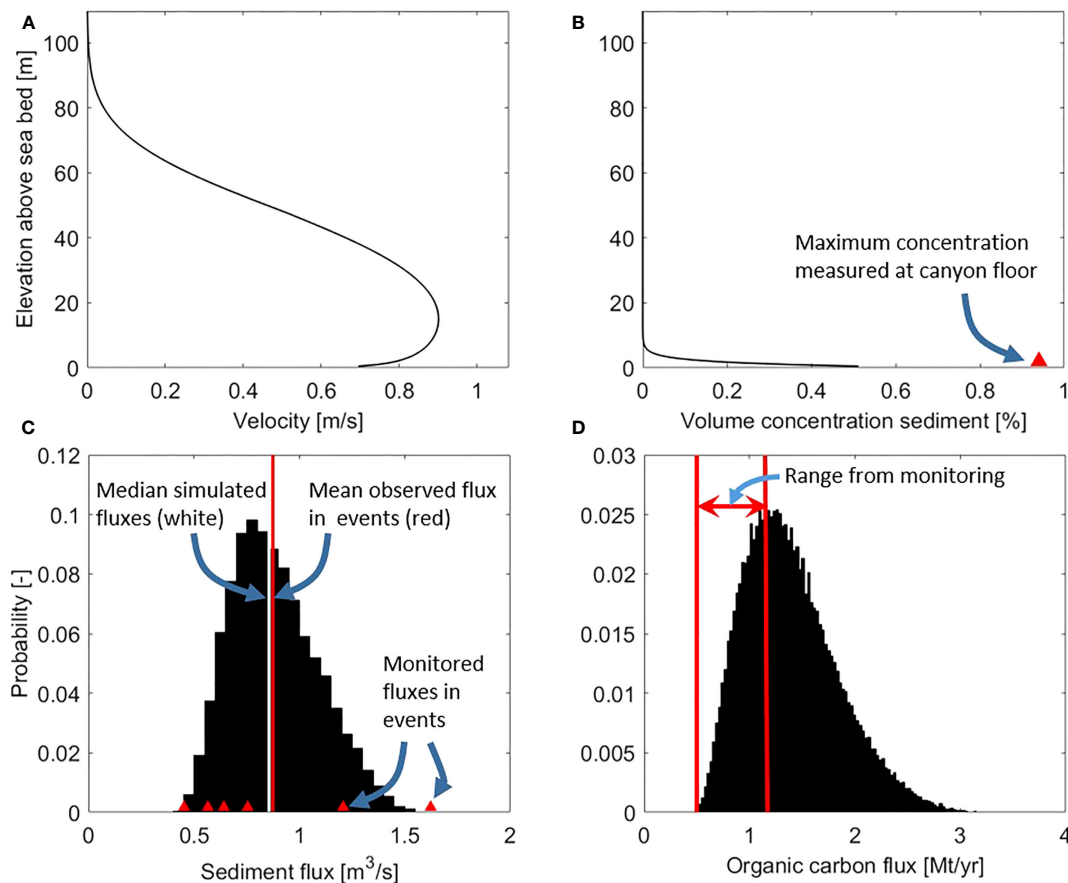 A
Elevation above sea bed [m]
100
80
60
40
20
0
0
0.2
0.4
0.6
0.8
1
Velocity [m/s]
B
100
80
60
40
20
0
Maximum concentration
measured at canyon floor
0
0.2
0.4
0.6
0.8
1
Volume concentration sediment [%]
C
Probability [-]
0.12
0.1
0.08
0.06
0.04
0.02
0
Median simulated
fluxes (white)
Mean observed flux
in events (red)
Monitored
fluxes in
events
0
0.5
1
1.5
2
Sediment flux [m³/s]
D
0.03
0.025
0.02
0.015
0.01
0.005
0
Range from monitoring
0
1
2
3
4
Organic carbon flux [Mt/yr]